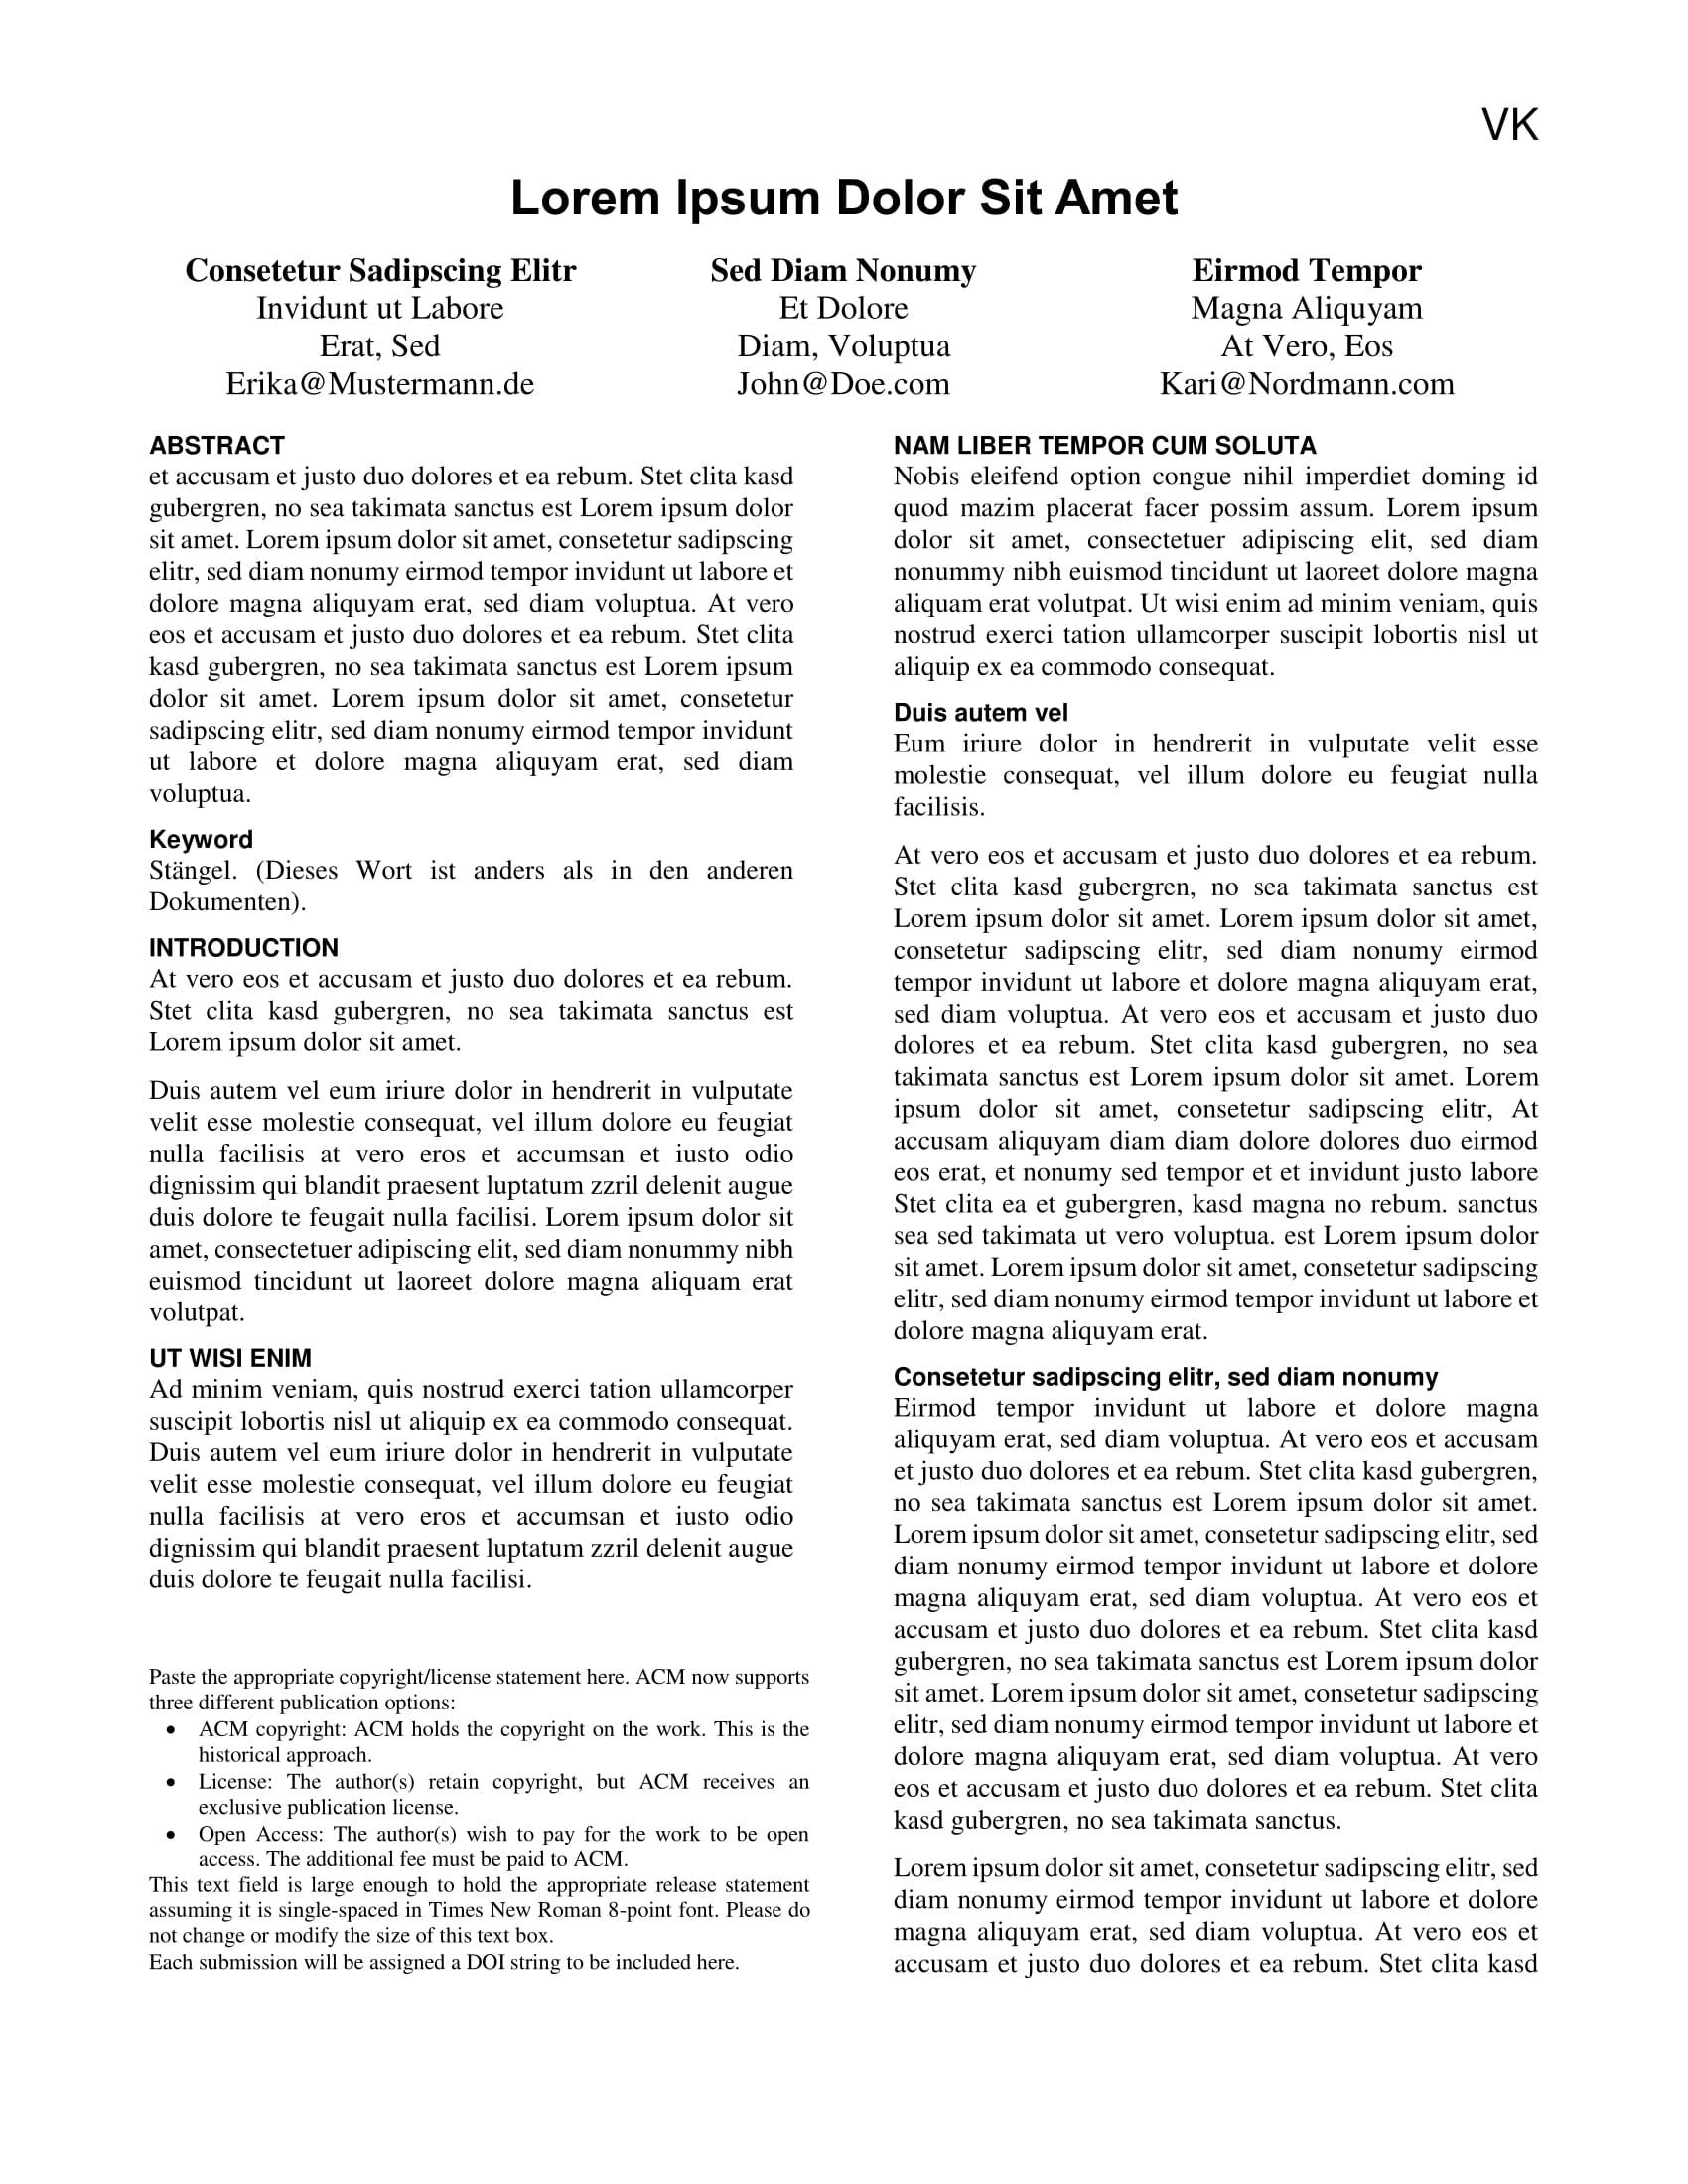 VK
Lorem Ipsum Dolor Sit Amet
Consetetur Sadipscing Elitr
Invidunt ut Labore
Erat, Sed
Erika@Mustermann.de
Sed Diam Nonumy
Et Dolore
Diam, Voluptua
John@Doe.com
Eirmod Tempor
Magna Aliquyam
At Vero, Eos
Kari@Nordmann.com
ABSTRACT
et accusam et justo duo dolores et ea rebum. Stet clita kasd
gubergren, no sea takimata sanctus est Lorem ipsum dolor
sit amet. Lorem ipsum dolor sit amet, consetetur sadipscing
elitr, sed diam nonumy eirmod tempor invidunt ut labore et
dolore magna aliquyam erat, sed diam voluptua. At vero
eos et accusam et justo duo dolores et ea rebum. Stet clita
kasd gubergren, no sea takimata sanctus est Lorem ipsum
dolor sit amet. Lorem ipsum dolor sit amet, consetetur
sadipscing elitr, sed diam nonumy eirmod tempor invidunt
ut labore et dolore magna aliquyam erat, sed diam
voluptua.
Keyword
Stängel. (Dieses Wort ist anders als in den anderen
Dokumenten).
INTRODUCTION
At vero eos et accusam et justo duo dolores et ea rebum.
Stet clita kasd gubergren, no sea takimata sanctus est
Lorem ipsum dolor sit amet.
Duis autem vel eum iriure dolor in hendrerit in vulputate
velit esse molestie consequat, vel illum dolore eu feugiat
nulla facilisis at vero eros et accumsan et iusto odio
dignissim qui blandit praesent luptatum zzril delenit augue
duis dolore te feugait nulla facilisi. Lorem ipsum dolor sit
amet, consectetuer adipiscing elit, sed diam nonummy nibh
euismod tincidunt ut laoreet dolore magna aliquam erat
volutpat.
UT WISI ENIM
Ad minim veniam, quis nostrud exerci tation ullamcorper
suscipit lobortis nisl ut aliquip ex ea commodo consequat.
Duis autem vel eum iriure dolor in hendrerit in vulputate
velit esse molestie consequat, vel illum dolore eu feugiat
nulla facilisis at vero eros et accumsan et iusto odio
dignissim qui blandit praesent luptatum zzril delenit augue
duis dolore te feugait nulla facilisi.
Paste the appropriate copyright/license statement here. ACM now supports
three different publication options:
• ACM copyright: ACM holds the copyright on the work. This is the
historical approach.
• License: The author(s) retain copyright, but ACM receives an
exclusive publication license.
• Open Access: The author(s) wish to pay for the work to be open
access. The additional fee must be paid to ACM.
This text field is large enough to hold the appropriate release statement
assuming it is single-spaced in Times New Roman 8-point font. Please do
not change or modify the size of this text box.
Each submission will be assigned a DOI string to be included here.
NAM LIBER TEMPOR CUM SOLUTA
Nobis eleifend option congue nihil imperdiet doming id
quod mazim placerat facer possim assum. Lorem ipsum
dolor sit amet, consectetuer adipiscing elit, sed diam
nonummy nibh euismod tincidunt ut laoreet dolore magna
aliquam erat volutpat. Ut wisi enim ad minim veniam, quis
nostrud exerci tation ullamcorper suscipit lobortis nisl ut
aliquip ex ea commodo consequat.
Duis autem vel
Eum iriure dolor in hendrerit in vulputate velit esse
molestie consequat, vel illum dolore eu feugiat nulla
facilisis.
At vero eos et accusam et justo duo dolores et ea rebum.
Stet clita kasd gubergren, no sea takimata sanctus est
Lorem ipsum dolor sit amet. Lorem ipsum dolor sit amet,
consetetur sadipscing elitr, sed diam nonumy eirmod
tempor invidunt ut labore et dolore magna aliquyam erat,
sed diam voluptua. At vero eos et accusam et justo duo
dolores et ea rebum. Stet clita kasd gubergren, no sea
takimata sanctus est Lorem ipsum dolor sit amet. Lorem
ipsum dolor sit amet, consetetur sadipscing elitr, At
accusam aliquyam diam diam dolore dolores duo eirmod
eos erat, et nonumy sed tempor et et invidunt justo labore
Stet clita ea et gubergren, kasd magna no rebum. sanctus
sea sed takimata ut vero voluptua. est Lorem ipsum dolor
sit amet. Lorem ipsum dolor sit amet, consetetur sadipscing
elitr, sed diam nonumy eirmod tempor invidunt ut labore et
dolore magna aliquyam erat.
Consetetur sadipscing elitr, sed diam nonumy
Eirmod tempor invidunt ut labore et dolore magna
aliquyam erat, sed diam voluptua. At vero eos et accusam
et justo duo dolores et ea rebum. Stet clita kasd gubergren,
no sea takimata sanctus est Lorem ipsum dolor sit amet.
Lorem ipsum dolor sit amet, consetetur sadipscing elitr, sed
diam nonumy eirmod tempor invidunt ut labore et dolore
magna aliquyam erat, sed diam voluptua. At vero eos et
accusam et justo duo dolores et ea rebum. Stet clita kasd
gubergren, no sea takimata sanctus est Lorem ipsum dolor
sit amet. Lorem ipsum dolor sit amet, consetetur sadipscing
elitr, sed diam nonumy eirmod tempor invidunt ut labore et
dolore magna aliquyam erat, sed diam voluptua. At vero
eos et accusam et justo duo dolores et ea rebum. Stet clita
kasd gubergren, no sea takimata sanctus.
Lorem ipsum dolor sit amet, consetetur sadipscing elitr, sed
diam nonumy eirmod tempor invidunt ut labore et dolore
magna aliquyam erat, sed diam voluptua. At vero eos et
accusam et justo duo dolores et ea rebum. Stet clita kasd